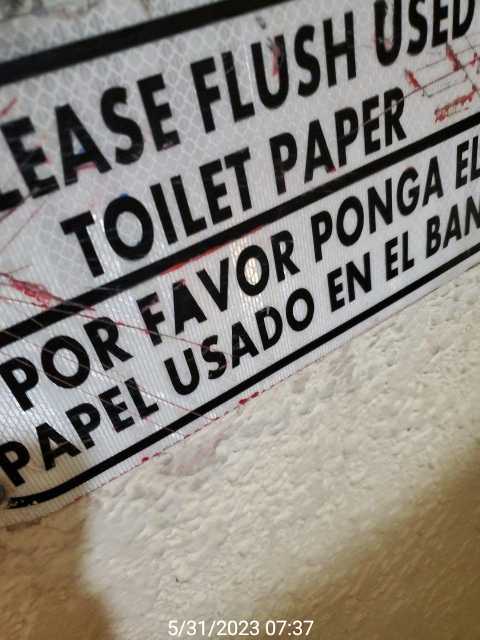 LEASE FLUSH USED
TOILET PAPER
POR FAVOR PONGA EL
PAPEL USADO EN EL BAN
5/31/2023 07:37